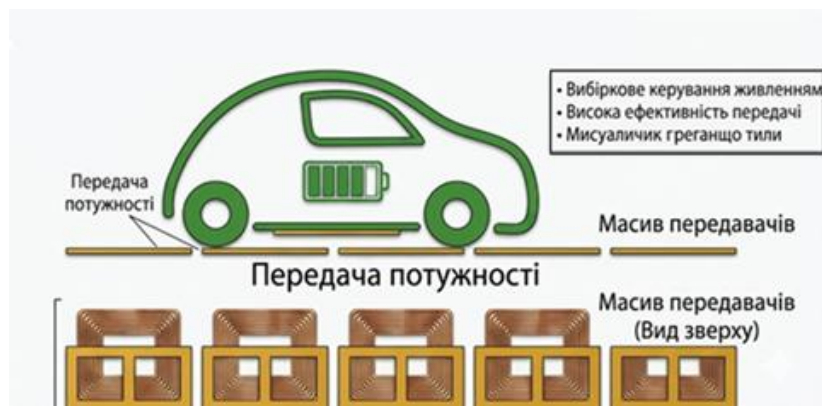 • Вибіркове керування живленням
• Висока ефективність передачі
• Мисуаличик греганщо тили
Передача
потужності
Масив передавачів
Передача потужності
Масив передавачів
(Вид зверху)